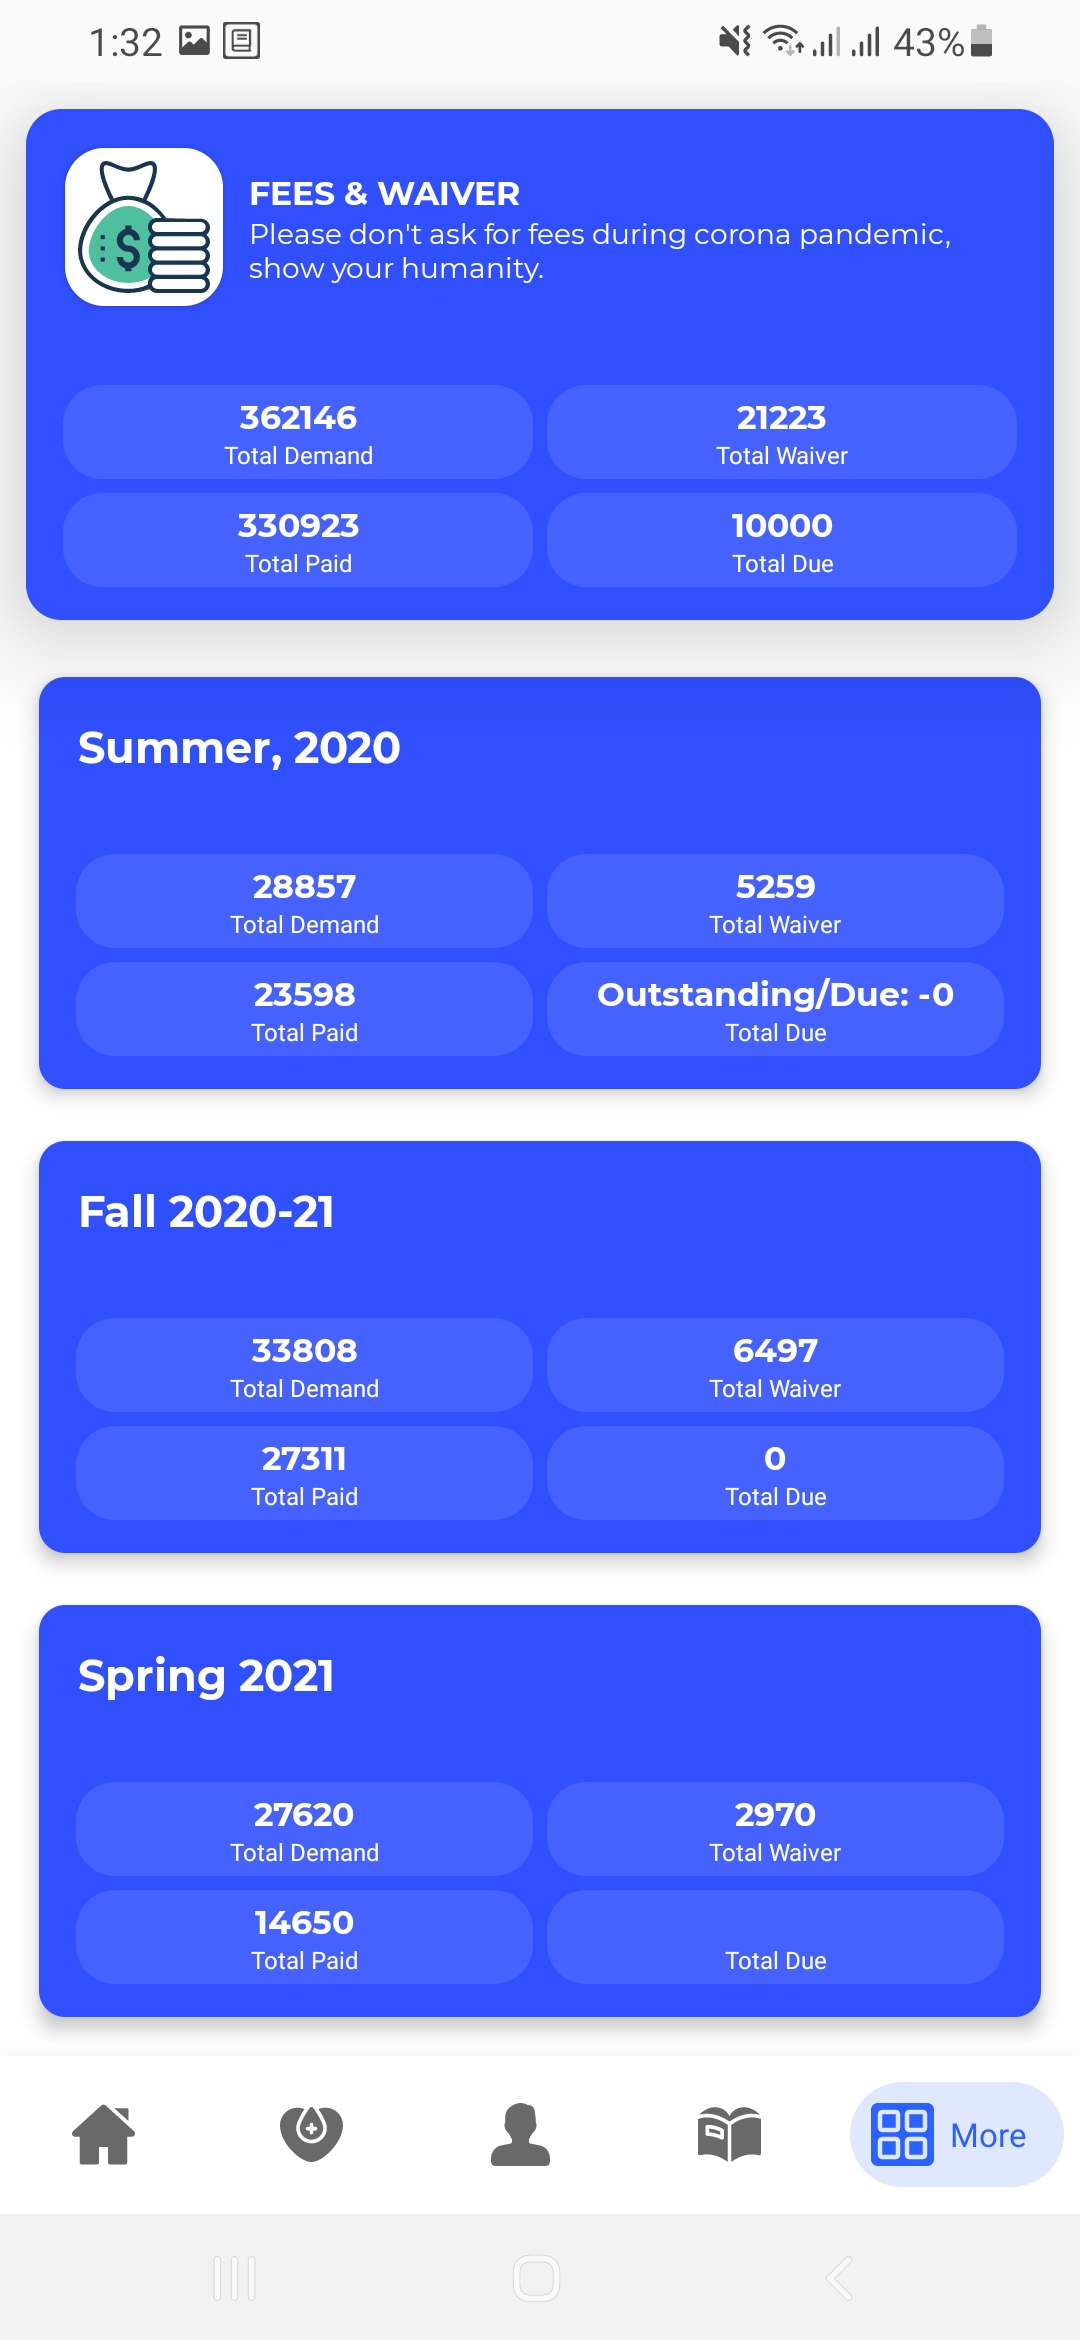 1:32
43%
FEES & WAIVER
Please don't ask for fees during corona pandemic,
show your humanity.
$
362146
Total Demand
21223
Total Waiver
330923
Total Paid
10000
Total Due
Summer, 2020
28857
Total Demand
5259
Total Waiver
23598
Total Paid
Outstanding/Due: -0
Total Due
Fall 2020-21
33808
Total Demand
6497
Total Waiver
27311
Total Paid
0
Total Due
Spring 2021
27620
Total Demand
2970
Total Waiver
14650
Total Paid
Total Due
More